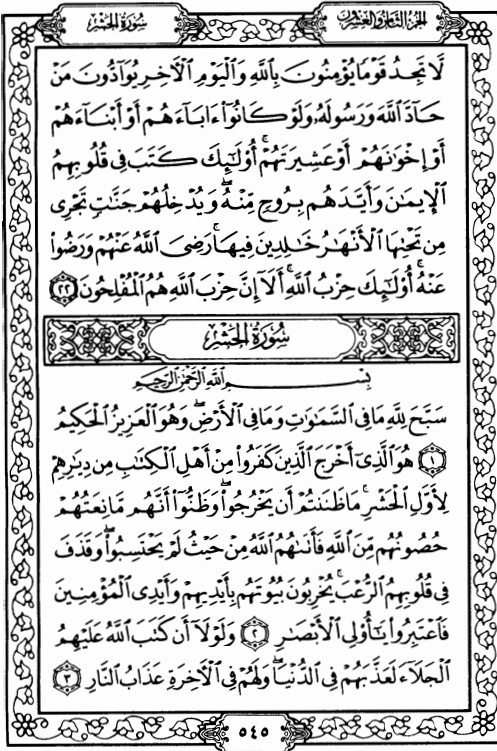 الجزء الثامن والعشرون
سُورَةُ الحَشْرِ
لَّا تَجِدُ قَوْمًا يُؤْمِنُونَ بِٱللَّهِ وَٱلْيَوْمِ ٱلْأَخِرِ يُوَآدُّونَ مَنْ
حَآدَّ ٱللَّهَ وَرَسُولَهُۥ وَلَوْ كَانُوٓا۟ ءَابَآءَهُمْ أَوْ أَبْنَآءَهُمْ
أَوْ إِخْوَٰنَهُمْ أَوْ عَشِيرَتَهُمْ ۚ أُو۟لَٰٓئِكَ كَتَبَ فِى قُلُوبِهِمُ
ٱلْإِيمَٰنَ وَأَيَّدَهُم بِرُوحٍ مِّنْهُ ۖ وَيُدْخِلُهُمْ جَنَّٰتٍ تَجْرِى
مِن تَحْتِهَا ٱلْأَنْهَٰرُ خَٰلِدِينَ فِيهَا ۚ رَضِىَ ٱللَّهُ عَنْهُمْ وَرَضُوا۟
عَنْهُ ۚ أُو۟لَٰٓئِكَ حِزْبُ ٱللَّهِ ۚ أَلَآ إِنَّ حِزْبَ ٱللَّهِ هُمُ ٱلْمُفْلِحُونَ ٢٢
سُورَةُ الحَشْرِ
بِسْمِ ٱللَّهِ ٱلرَّحْمَٰنِ ٱلرَّحِيمِ
سَبَّحَ لِلَّهِ مَا فِى ٱلسَّمَٰوَٰتِ وَمَا فِى ٱلْأَرْضِ ۖ وَهُوَ ٱلْعَزِيزُ ٱلْحَكِيمُ
١ هُوَ ٱلَّذِىٓ أَخْرَجَ ٱلَّذِينَ كَفَرُوا۟ مِنْ أَهْلِ ٱلْكِتَٰبِ مِن دِيَٰرِهِمْ
لِأَوَّلِ ٱلْحَشْرِ ۚ مَا ظَنَنتُمْ أَن يَخْرُجُوا۟ ۖ وَظَنُّوٓا۟ أَنَّهُم مَّانِعَتُهُمْ
حُصُونُهُم مِّنَ ٱللَّهِ فَأَتَىٰهُمُ ٱللَّهُ مِنْ حَيْثُ لَمْ يَحْتَسِبُوا۟ ۖ وَقَذَفَ
فِى قُلُوبِهِمُ ٱلرُّعْبَ ۚ يُخْرِبُونَ بُيُوتَهُم بِأَيْدِيهِمْ وَأَيْدِى ٱلْمُؤْمِنِينَ
فَٱعْتَبِرُوا۟ يَٰٓأُو۟لِى ٱلْأَبْصَٰرِ ٢ وَلَوْلَآ أَن كَتَبَ ٱللَّهُ عَلَيْهِمُ
ٱلْجَلَآءَ لَعَذَّبَهُمْ فِى ٱلدُّنْيَا ۖ وَلَهُمْ فِى ٱلْأَخِرَةِ عَذَابُ ٱلنَّارِ ٣
٥٤٥